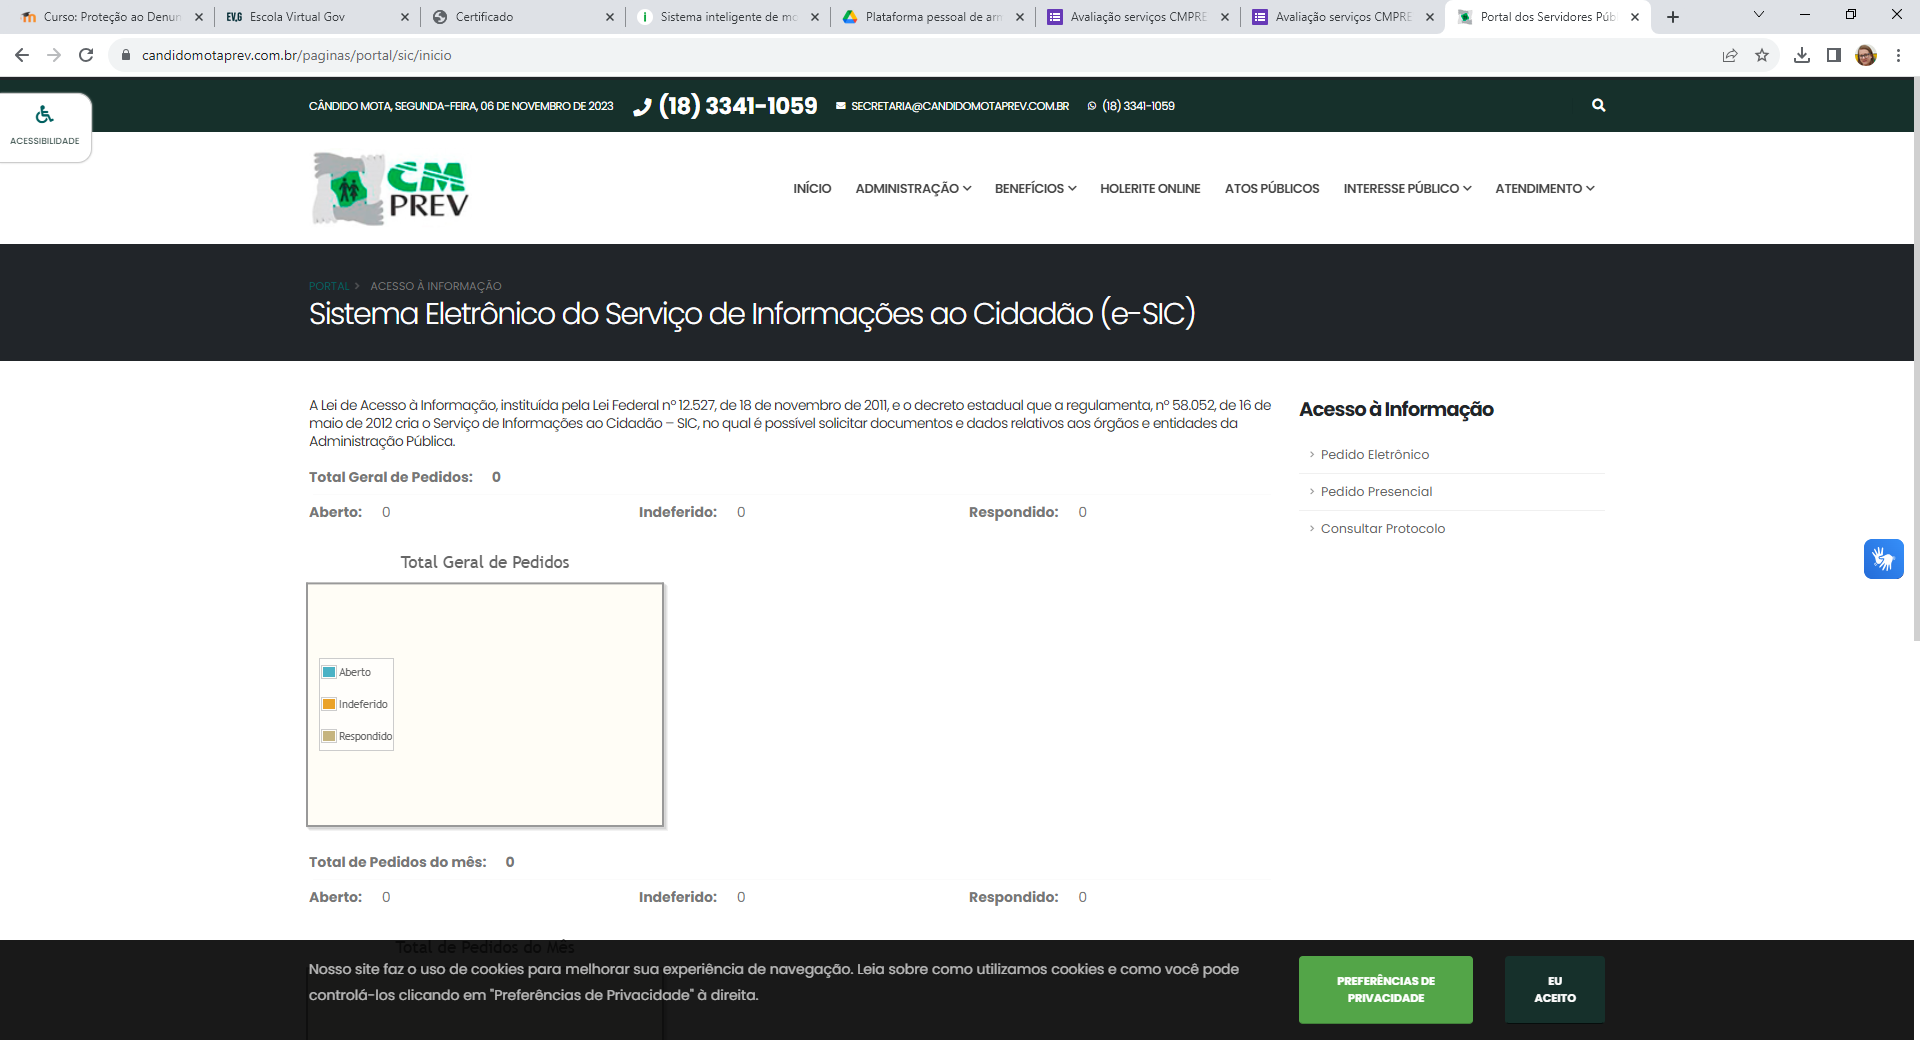 Curso: Proteção ao Denun
EV.G Escola Virtual Gov
Certificado
Sistema inteligente de mo
Plataforma pessoal de arm
Avaliação serviços CMPRE
Avaliação serviços CMPRE
Portal dos Servidores Púb
candidomotaprev.com.br/paginas/portal/sic/inicio
ACESSIBILIDADE
CÂNDIDO MOTA, SEGUNDA-FEIRA, 06 DE NOVEMBRO DE 2023 (18) 3341-1059 SECRETARIA@CANDIDOMOTAPREV.COM.BR (18) 3341-1059
CM
PREV
INÍCIO ADMINISTRAÇÃO BENEFÍCIOS HOLERITE ONLINE ATOS PÚBLICOS INTERESSE PÚBLICO ATENDIMENTO
PORTAL > ACESSO À INFORMAÇÃO
Sistema Eletrônico do Serviço de Informações ao Cidadão (e-SIC)
A Lei de Acesso à Informação, instituída pela Lei Federal nº 12.527, de 18 de novembro de 2011, e o decreto estadual que a regulamenta, nº 58.052, de 16 de
maio de 2012 cria o Serviço de Informações ao Cidadão – SIC, no qual é possível solicitar documentos e dados relativos aos órgãos e entidades da
Administração Pública.
Total Geral de Pedidos: 0
Aberto: 0 Indeferido: 0 Respondido: 0
Total Geral de Pedidos
Aberto
Indeferido
Respondido
Total de Pedidos do mês: 0
Aberto: 0 Indeferido: 0 Respondido: 0
Acesso à Informação
Pedido Eletrônico
Pedido Presencial
Consultar Protocolo
Total de Pedidos do Mês
Nosso site faz o uso de cookies para melhorar sua experiência de navegação. Leia sobre como utilizamos cookies e como você pode
controlá-los clicando em "Preferências de Privacidade" à direita.
PREFERÊNCIAS DE
PRIVACIDADE
EU
ACEITO